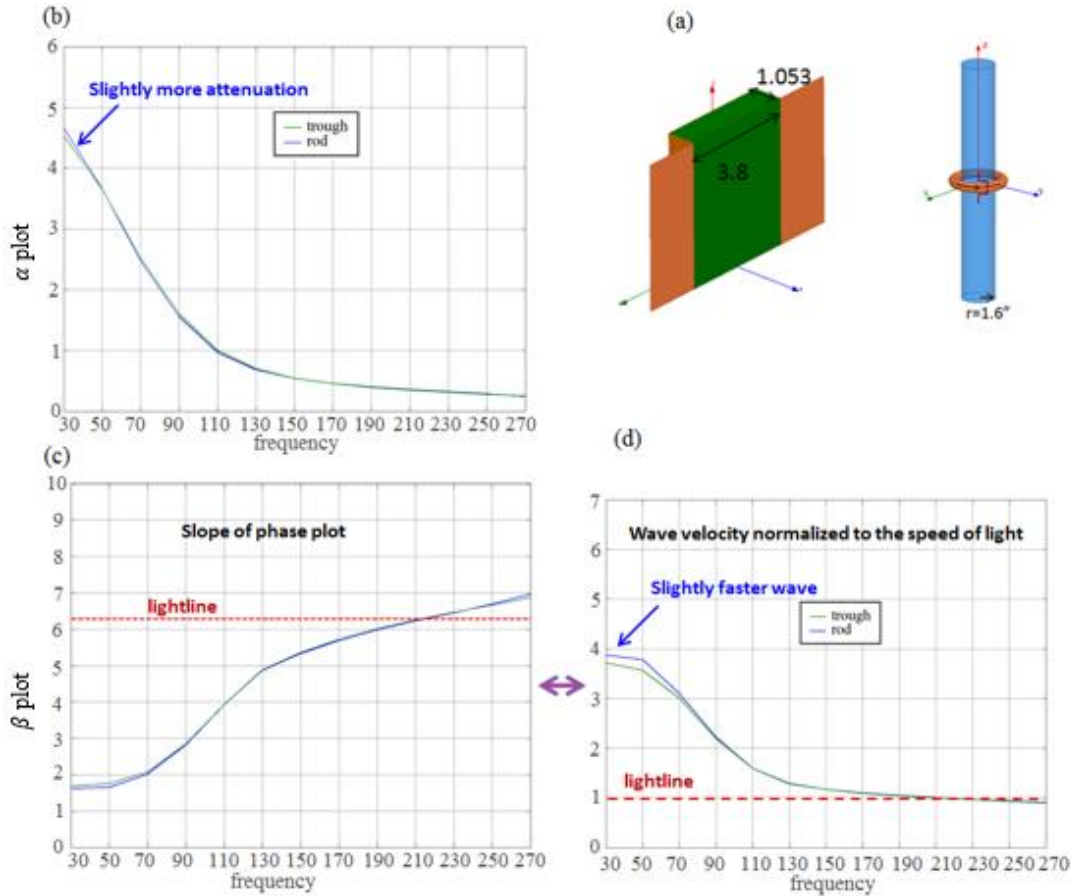 (b)
6
5
4
3
2
1
0
α plot
Slightly more attenuation
trough
rod
30 50 70 90 110 130 150 170 190 210 230 250 270
frequency
(a)
1.053
3.8
z
r=1.6"
(c)
10
9
8
7
6
5
4
3
2
1
0
β plot
Slope of phase plot
lightline
30 50 70 90 110 130 150 170 190 210 230 250 270
frequency
(d)
7
6
5
4
3
2
1
0
Wave velocity normalized to the speed of light
Slightly faster wave
trough
rod
lightline
30 50 70 90 110 130 150 170 190 210 230 250 270
frequency